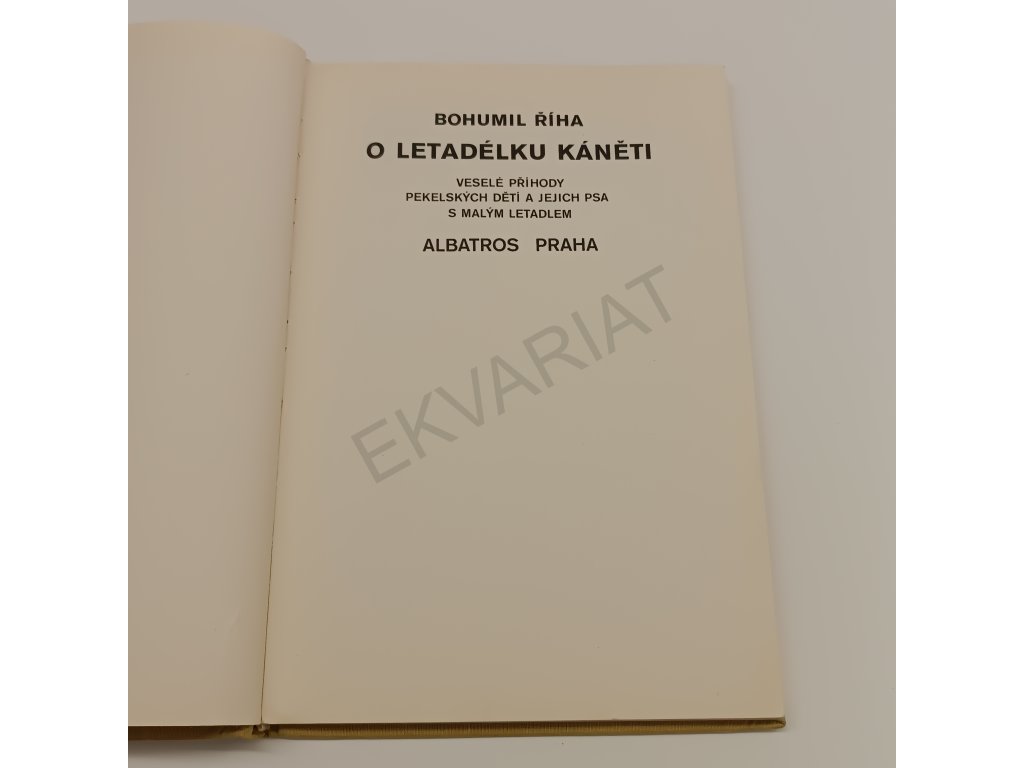 BOHUMIL ŘÍHA
O LETADÉLKU KÁNĚTI
VESELÉ PŘÍHODY
PEKELSKÝCH DĚTÍ A JEJICH PSA
S MALÝM LETADLEM
ALBATROS PRAHA
EKVARIAT